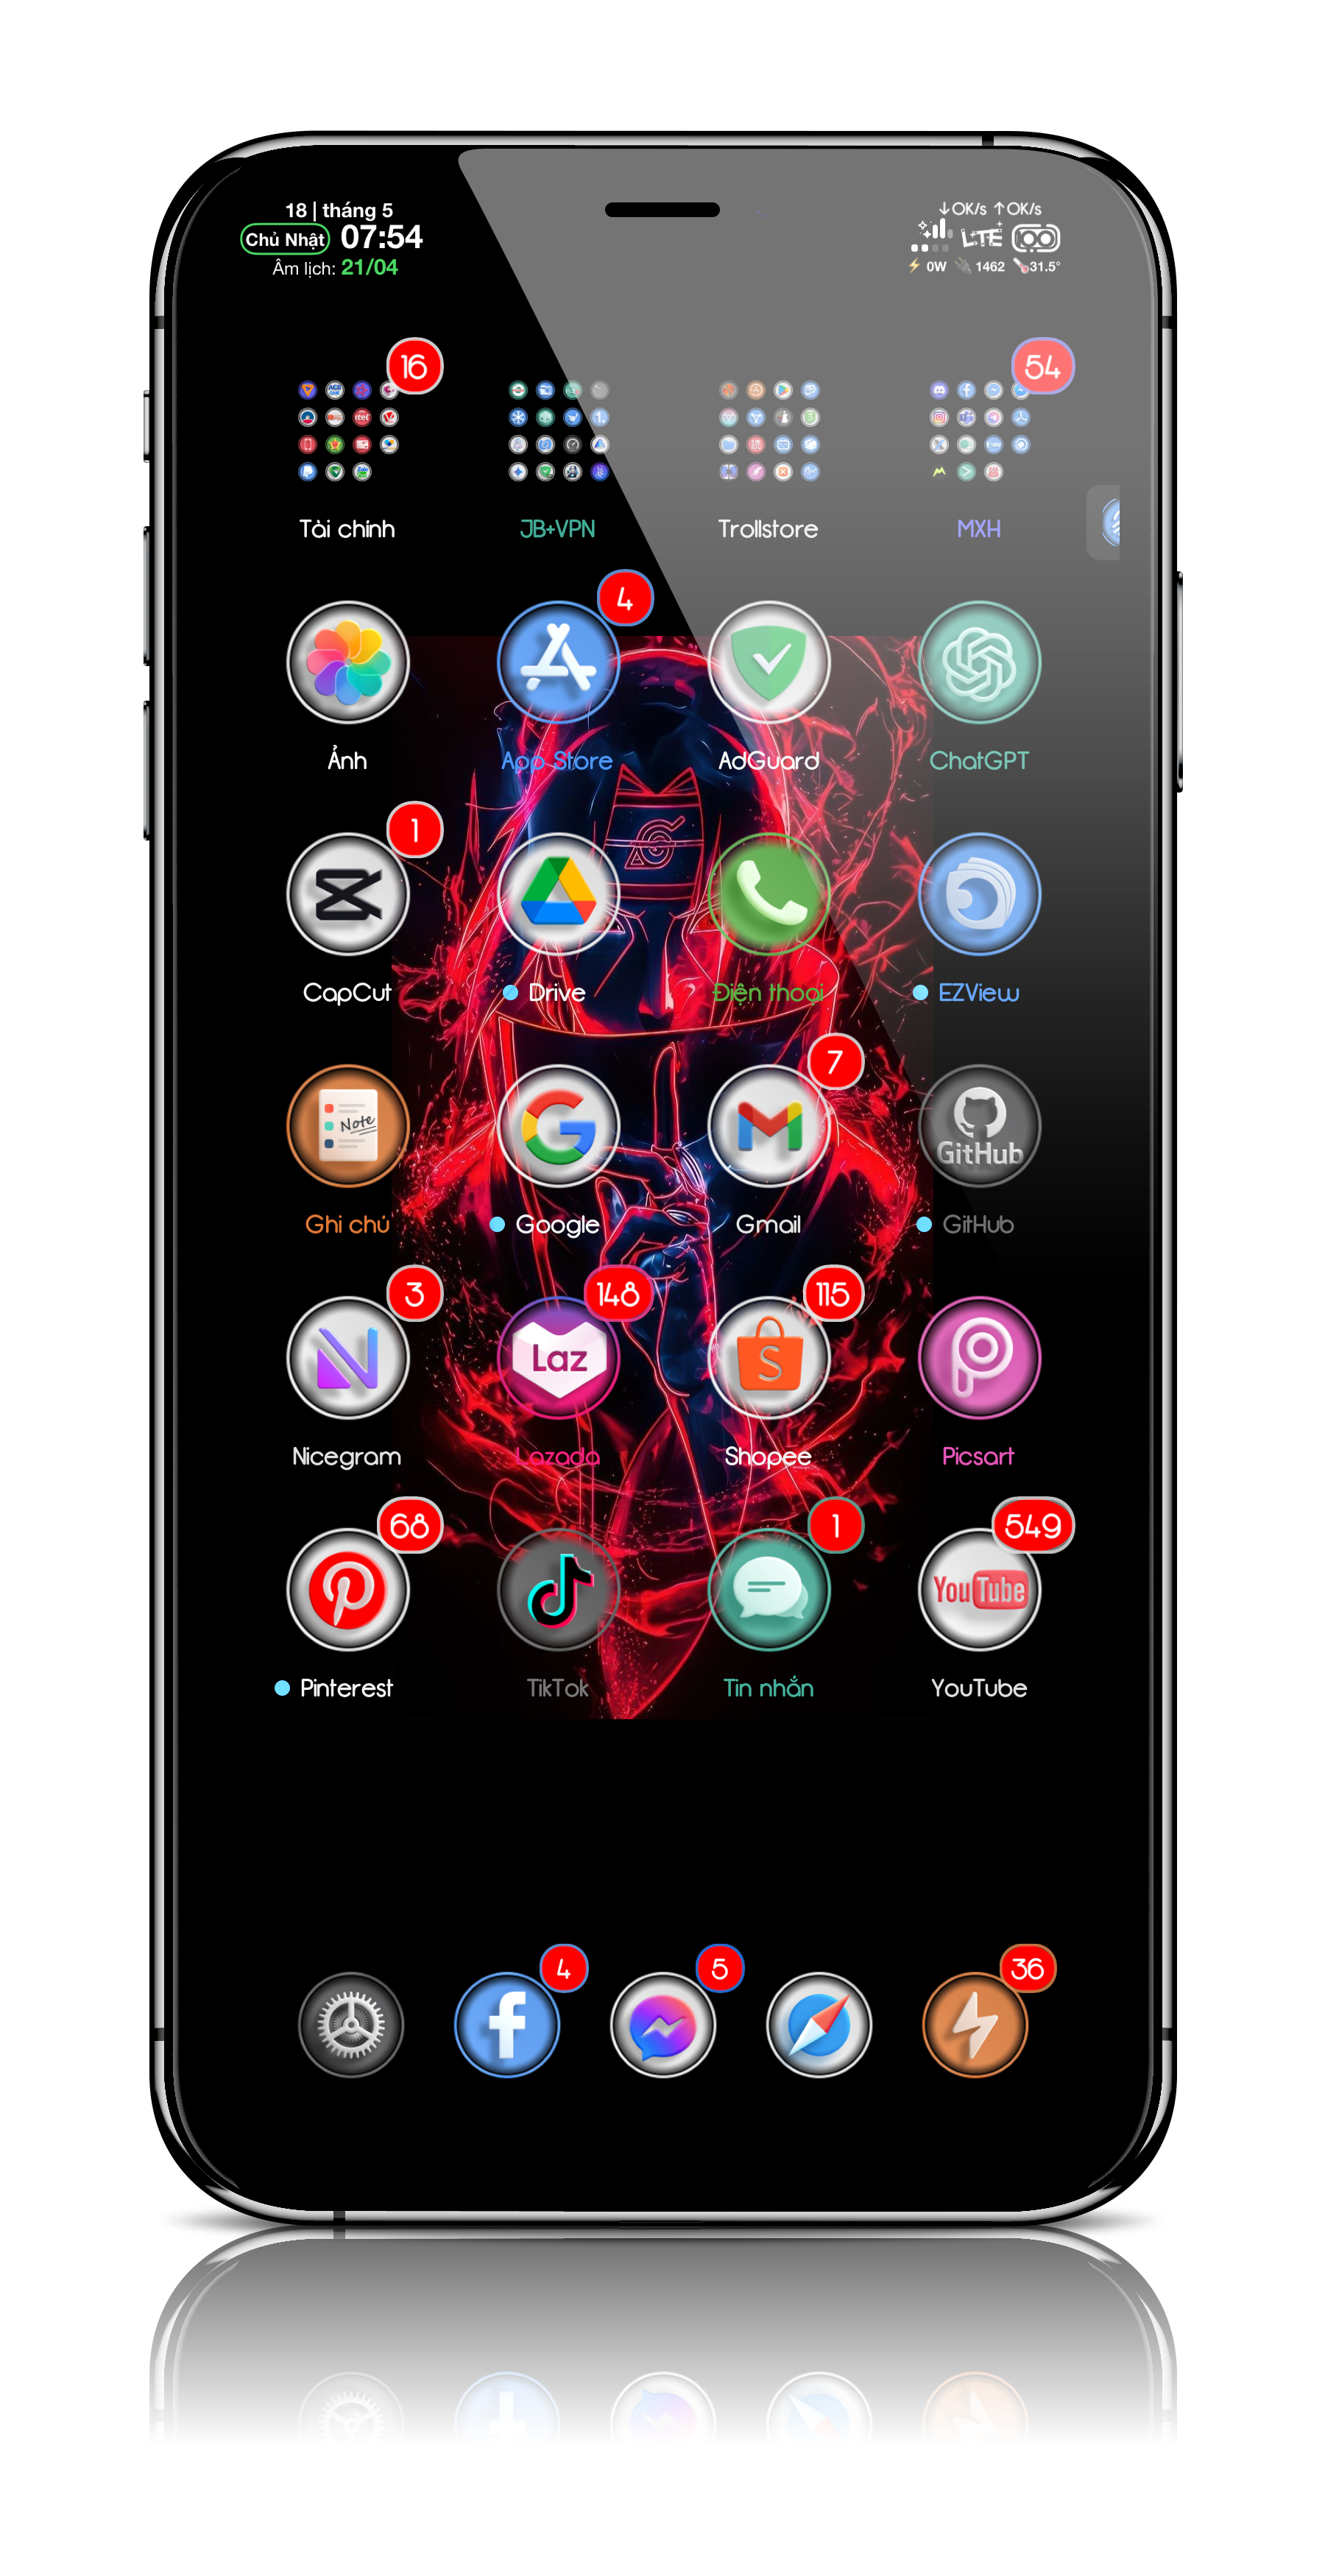 18 | tháng 5
Chủ Nhật 07:54
Âm lịch: 21/04
↓0K/s ↑0K/s
LTE
0W 1462 31.5°
16
54
Tài chính JB+VPN Trollstore MXH
4
Ảnh App Store AdGuard ChatGPT
1
CapCut Drive Điện thoại EZView
7
Note
GitHub
Ghi chú Google Gmail GitHub
3 148 115
Laz
S
Nicegram Lazada Shopee Picsart
68 1 549
YouTube
Pinterest TikTok Tin nhắn YouTube
4 5 36